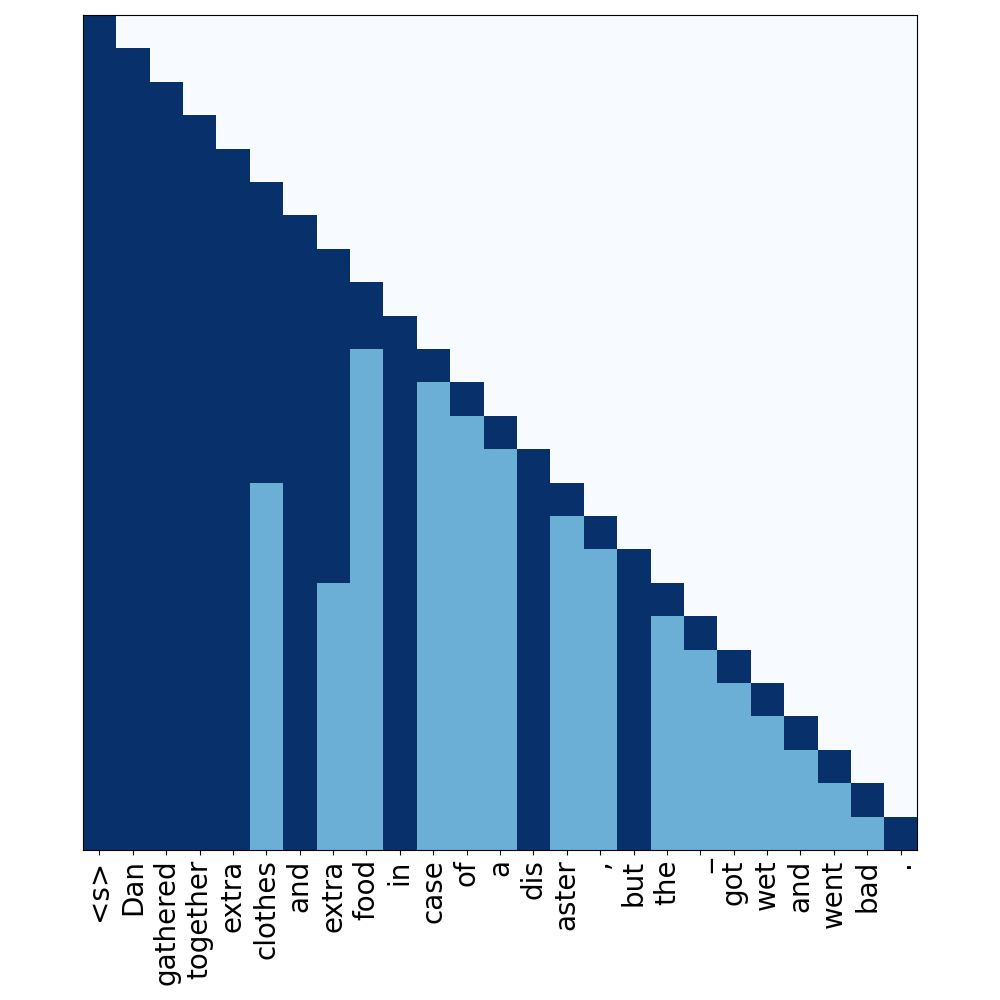 <s> Dan gathered together extra clothes and extra food in case of a dis aster , but the _ got wet and went bad .